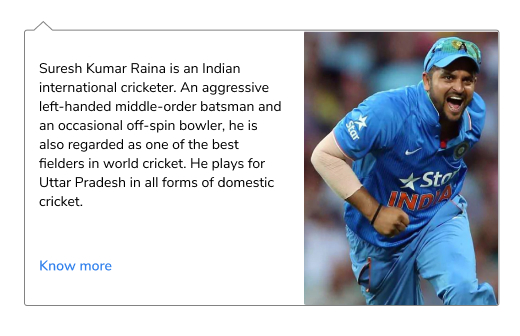 Suresh Kumar Raina is an Indian
international cricketer. An aggressive
left-handed middle-order batsman and
an occasional off-spin bowler, he is
also regarded as one of the best
fielders in world cricket. He plays for
Uttar Pradesh in all forms of domestic
cricket.
Know more
Star
Star
INDIA